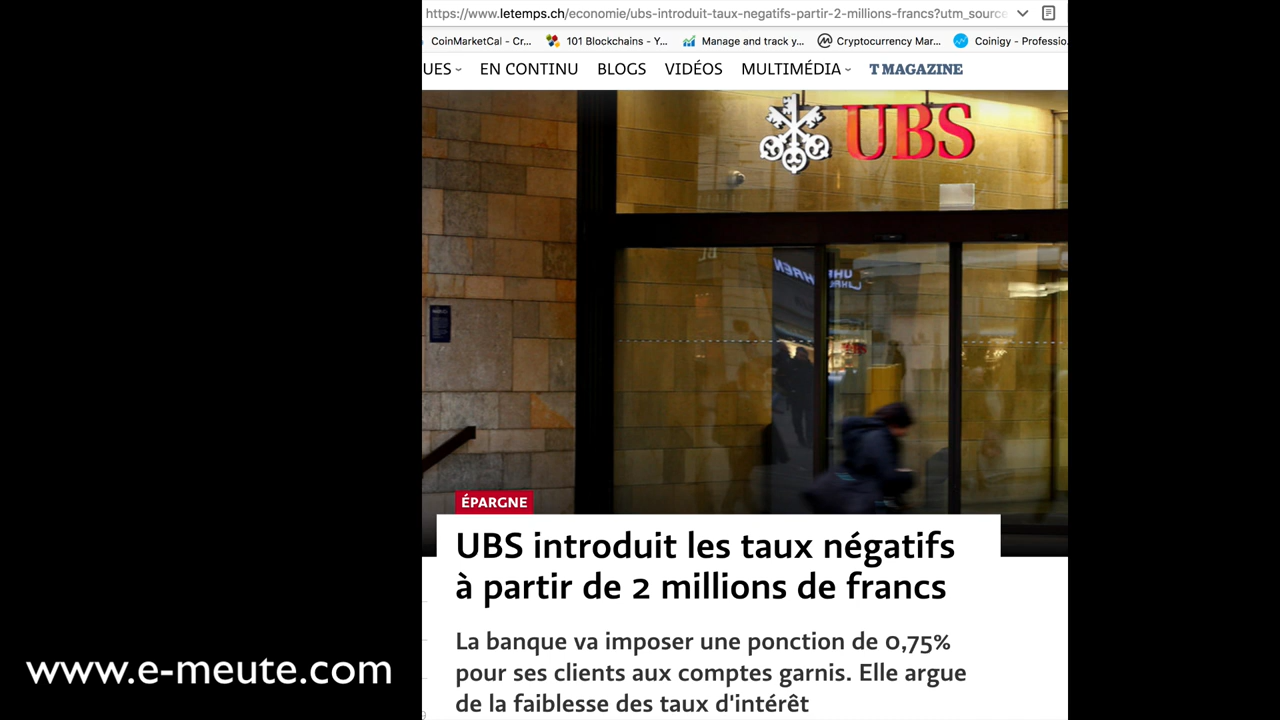 https://www.letemps.ch/economie/ubs-introduit-taux-negatifs-partir-2-millions-francs?utm_source
CoinMarketCal - Cr... 101 Blockchains - Y... Manage and track y... Cryptocurrency Mar... Coinigy - Professio.
UES EN CONTINU BLOGS VIDÉOS MULTIMÉDIA T MAGAZINE
UBS
ÉPARGNE
UBS introduit les taux négatifs
à partir de 2 millions de francs
La banque va imposer une ponction de 0,75%
pour ses clients aux comptes garnis. Elle argue
de la faiblesse des taux d'intérêt
www.e-meute.com